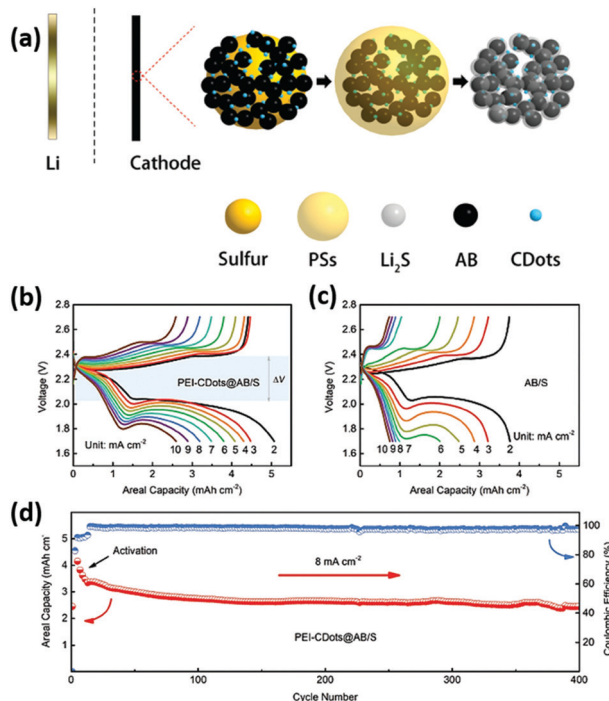 (a)
Li
Cathode
Sulfur PSs Li₂S AB CDots
(b)
2.8
2.6
2.4
2.2
2.0
1.8
1.6
Voltage (V)
PEI-CDots@AB/S
ΔV
Unit: mA cm⁻²
10 9 8 7 6 5 4 3 2
0 1 2 3 4 5
Areal Capacity (mAh cm⁻²)
(c)
2.8
2.6
2.4
2.2
2.0
1.8
1.6
Voltage (V)
AB/S
Unit: mA cm⁻²
10 9 8 7 6 5 4 3 2
0 1 2 3 4 5
Areal Capacity (mAh cm⁻²)
(d)
Areal Capacity (mAh cm⁻
5
4
3
2
1
Activation
8 mA cm⁻²
PEI-CDots@AB/S
100
80
60
40
20
Coulombic Efficiency (%)
0 100 200 300 400
Cycle Number